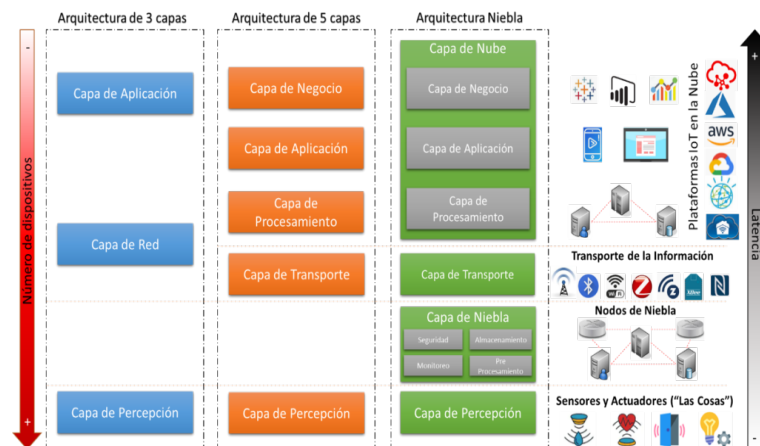 Arquitectura de 3 capas
Arquitectura de 5 capas
Arquitectura Niebla
-
Número de dispositivos
+
Capa de Aplicación
Capa de Red
Capa de Percepción
Capa de Negocio
Capa de Aplicación
Capa de
Procesamiento
Capa de Transporte
Capa de Percepción
Capa de Nube
Capa de Negocio
Capa de Aplicación
Capa de
Procesamiento
Capa de Transporte
Capa de Niebla
Seguridad
Almacenamiento
Monitoreo
Pre
Procesamiento
Capa de Percepción
Plataformas IoT en la Nube
aws
Transporte de la Información
Nodos de Niebla
Sensores y Actuadores (“Las Cosas”)
+
Latencia
-